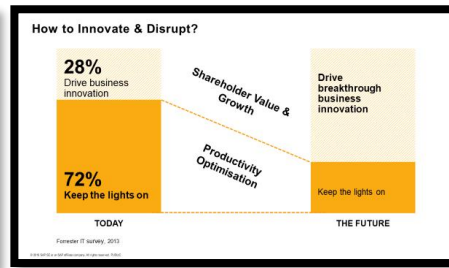 How to Innovate & Disrupt?
28%
Drive business
innovation
72%
Keep the lights on
Shareholder Value &
Growth
Productivity
Optimisation
Drive
breakthrough
business
innovation
Keep the lights on
TODAY
THE FUTURE
Forrester IT survey, 2013